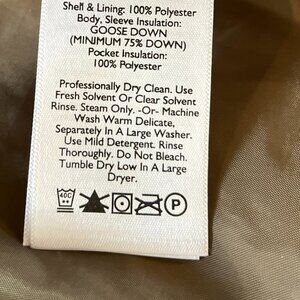 Shell & Lining: 100% Polyester
Body, Sleeve Insulation:
GOOSE DOWN
(MINIMUM 75% DOWN)
Pocket Insulation:
100% Polyester
Professionally Dry Clean. Use
Fresh Solvent Or Clear Solvent
Rinse. Steam Only. -Or- Machine
Wash Warm Delicate,
Separately In A Large Washer.
Use Mild Detergent. Rinse
Thoroughly. Do Not Bleach.
Tumble Dry Low In A Large
Dryer.
40C
P